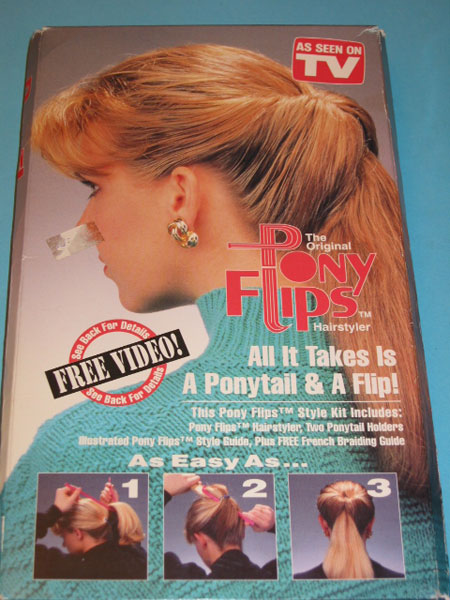 AS SEEN ON
TV
The
Original
Pony
Flips™
Hairstyler
See Back For Details
FREE VIDEO!
See Back For Details
All It Takes Is
A Ponytail & A Flip!
This Pony Flips™ Style Kit Includes:
Pony Flips™ Hairstyler, Two Ponytail Holders
Illustrated Pony Flips™ Style Guide, Plus FREE French Braiding Guide
As Easy As...
1
2
3